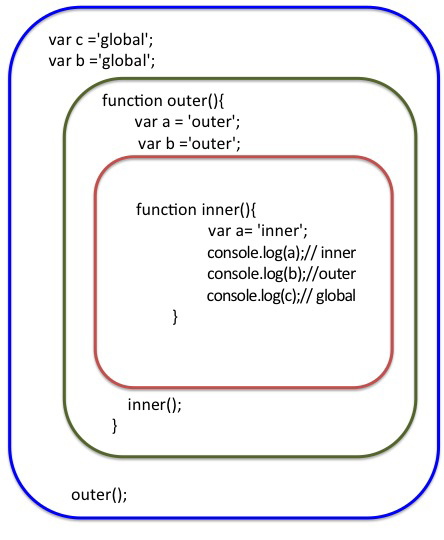 var c ='global';
var b ='global';
function outer(){
var a = 'outer';
var b ='outer';
function inner(){
var a= 'inner';
console.log(a);// inner
console.log(b);//outer
console.log(c);// global
}
inner();
}
outer();